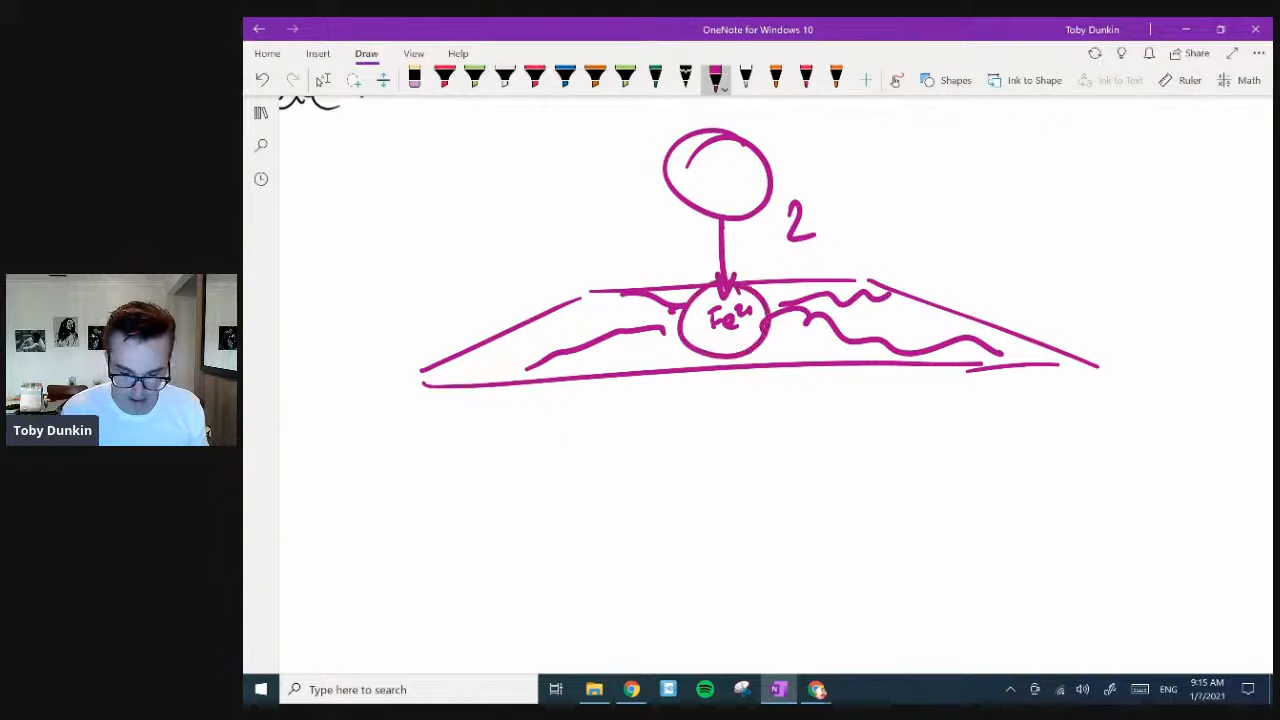 OneNote for Windows 10
Toby Dunkin
Home Insert Draw View Help
Share
Shapes
Ink to Shape
Ink to Text
Ruler
Math
2
Fe²⁺
Toby Dunkin
Type here to search
ENG
9:15 AM
1/7/2021